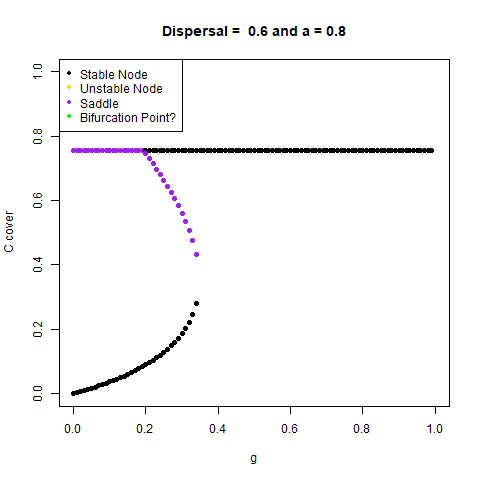 Dispersal =  0.6 and a = 0.8
Stable Node
Unstable Node
Saddle
Bifurcation Point?
C cover
1.0
0.8
0.6
0.4
0.2
0.0
0.0 0.2 0.4 0.6 0.8 1.0
g